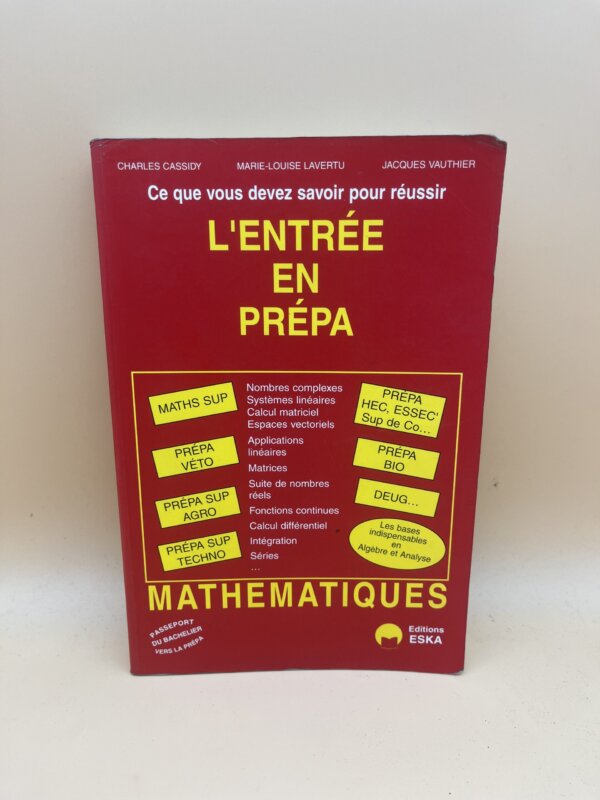 CHARLES CASSIDY MARIE-LOUISE LAVERTU JACQUES VAUTHIER
Ce que vous devez savoir pour réussir
L'ENTRÉE
EN
PRÉPA
MATHS SUP
PRÉPA
VÉTO
PRÉPA SUP
AGRO
PRÉPA SUP
TECHNO
Nombres complexes
Systèmes linéaires
Calcul matriciel
Espaces vectoriels
Applications
linéaires
Matrices
Suite de nombres
réels
Fonctions continues
Calcul différentiel
Intégration
Séries
...
PRÉPA
HEC, ESSEC'
Sup de Co...
PRÉPA
BIO
DEUG...
Les bases
indispensables
en
Algèbre et Analyse
MATHEMATIQUES
PASSEPORT
DU BACHELIER
VERS LA PRÉPA
Editions
ESKA